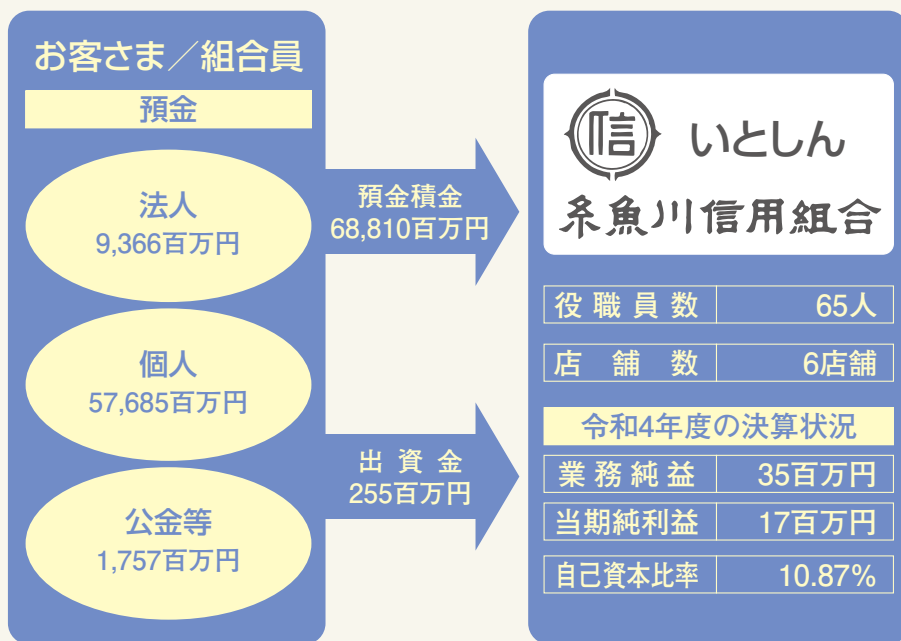 お客さま／組合員
預金
法人
9,366百万円
個人
57,685百万円
公金等
1,757百万円
預金積金
68,810百万円
出資金
255百万円
信 いとしん
糸魚川信用組合
役職員数 65人
店舗数 6店舗
令和4年度の決算状況
業務純益 35百万円
当期純利益 17百万円
自己資本比率 10.87%